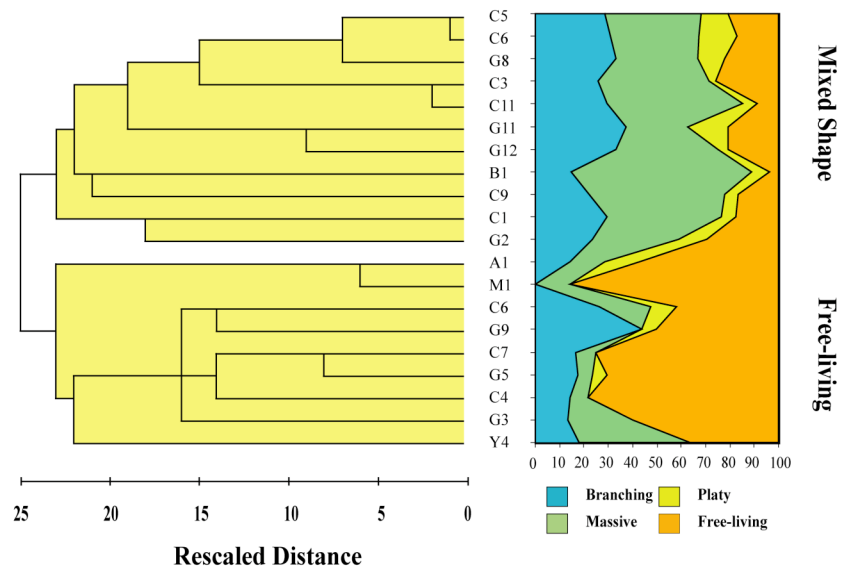 C5
C6
G8
C3
C11
G11
G12
B1
C9
C1
G2
A1
M1
C6
G9
C7
G5
C4
G3
Y4
Mixed Shape
Free-living
25 20 15 10 5 0
Rescaled Distance
0 10 20 30 40 50 60 70 80 90 100
Branching Platy
Massive Free-living